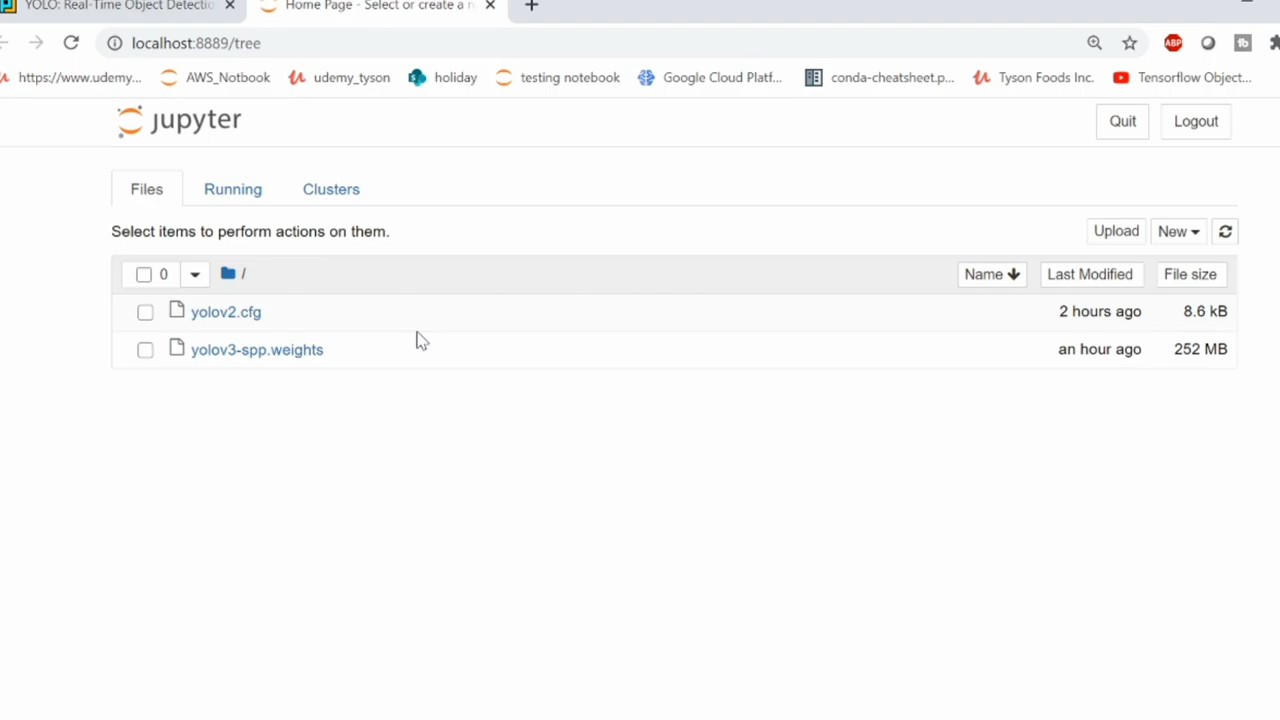 YOLO: Real-Time Object Detectio
Home Page - Select or create a n
localhost:8889/tree
ABP
https://www.udemy...
AWS_Notbook
udemy_tyson
holiday
testing notebook
Google Cloud Platf...
conda-cheatsheet.p...
Tyson Foods Inc.
Tensorflow Object...
jupyter
Quit
Logout
Files
Running
Clusters
Select items to perform actions on them.
Upload
New
0
/
Name
Last Modified
File size
yolov2.cfg
2 hours ago
8.6 kB
yolov3-spp.weights
an hour ago
252 MB